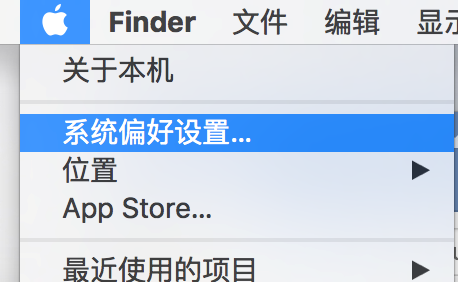 Finder 文件 编辑 显示
关于本机
系统偏好设置...
位置
App Store...
最近使用的项目